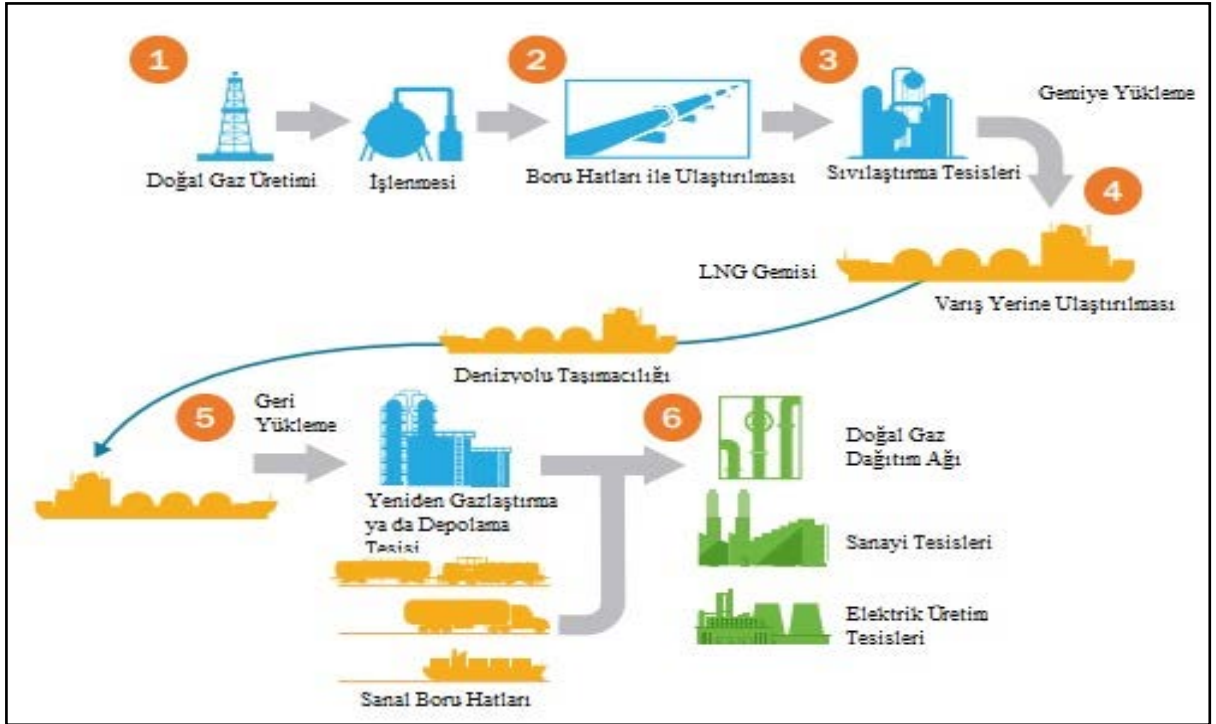 1
2
3
Gemiye Yükleme
Doğal Gaz Üretimi
İşlenmesi
Boru Hatları ile Ulaştırılması
Sıvılaştırma Tesisleri
4
LNG Gemisi
Varış Yerine Ulaştırılması
Denizyolu Taşımacılığı
5
Geri
Yükleme
6
Doğal Gaz
Dağıtım Ağı
Yeniden Gazlaştırma
ya da Depolama
Tesisi
Sanayi Tesisleri
Elektrik Üretim
Tesisleri
Sanal Boru Hatları